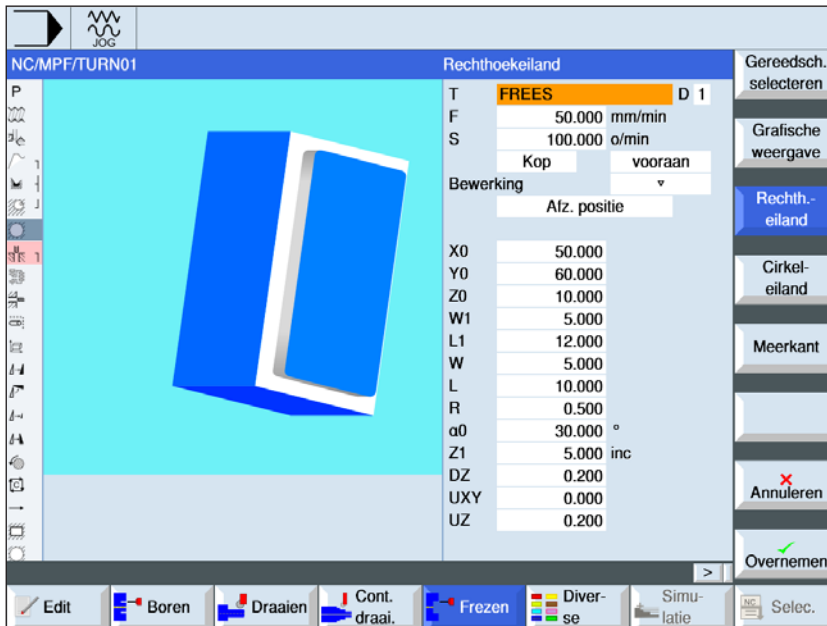 JOG
NC/MPF/TURN01
Rechthoekeiland
P
T FREES D 1
F 50.000 mm/min
S 100.000 o/min
Kop vooraan
Bewerking ▿
Afz. positie
X0 50.000
Y0 60.000
Z0 10.000
W1 5.000
L1 12.000
W 5.000
L 10.000
R 0.500
α0 30.000 °
Z1 5.000 inc
DZ 0.200
UXY 0.000
UZ 0.200
>
Gereedsch.
selecteren
Grafische
weergave
Rechth.-
eiland
Cirkel-
eiland
Meerkant
Annuleren
Overnemen
Edit
Boren
Draaien
Cont.
draai.
Frezen
Diver-
se
Simu-
latie
NC
Selec.